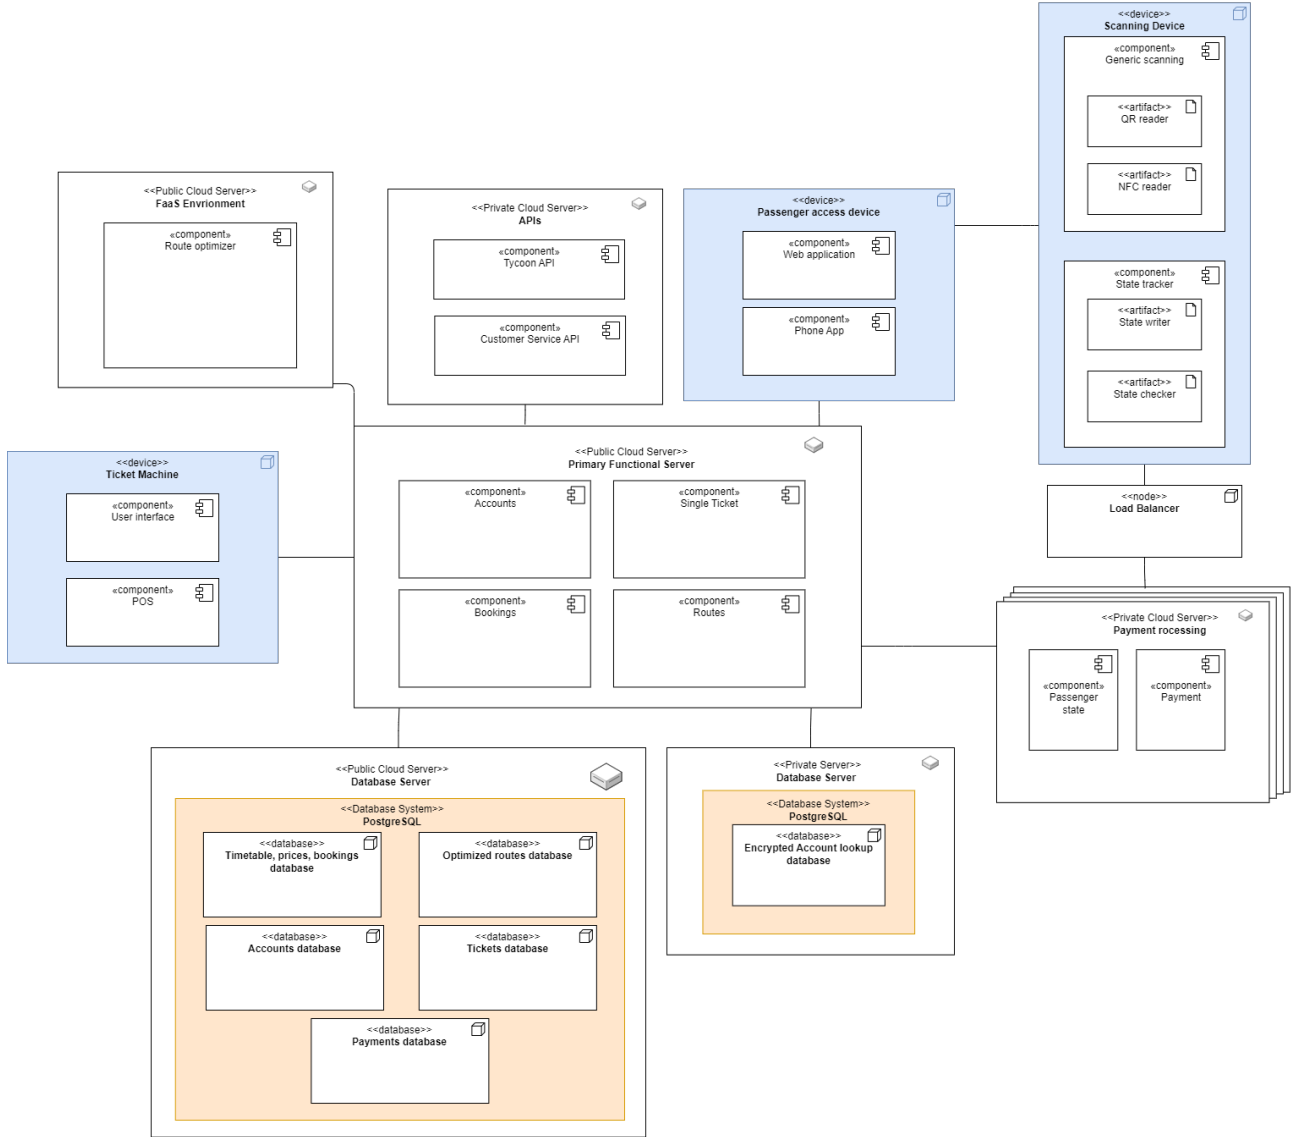 <<device>>
Scanning Device
«component»
Generic scanning
<<artifact>>
QR reader
<<artifact>>
NFC reader
«component»
State tracker
<<artifact>>
State writer
<<artifact>>
State checker
<<Public Cloud Server>>
FaaS Envrionment
«component»
Route optimizer
<<Private Cloud Server>>
APIs
«component»
Tycoon API
«component»
Customer Service API
<<device>>
Passenger access device
«component»
Web application
«component»
Phone App
<<device>>
Ticket Machine
«component»
User interface
«component»
POS
<<Public Cloud Server>>
Primary Functional Server
«component»
Accounts
«component»
Single Ticket
«component»
Bookings
«component»
Routes
<<node>>
Load Balancer
<<Private Cloud Server>>
Payment rocessing
«component»
Passenger
state
«component»
Payment
<<Public Cloud Server>>
Database Server
<<Database System>>
PostgreSQL
<<database>>
Timetable, prices, bookings
database
<<database>>
Optimized routes database
<<database>>
Accounts database
<<database>>
Tickets database
<<database>>
Payments database
<<Private Server>>
Database Server
<<Database System>>
PostgreSQL
<<database>>
Encrypted Account lookup
database